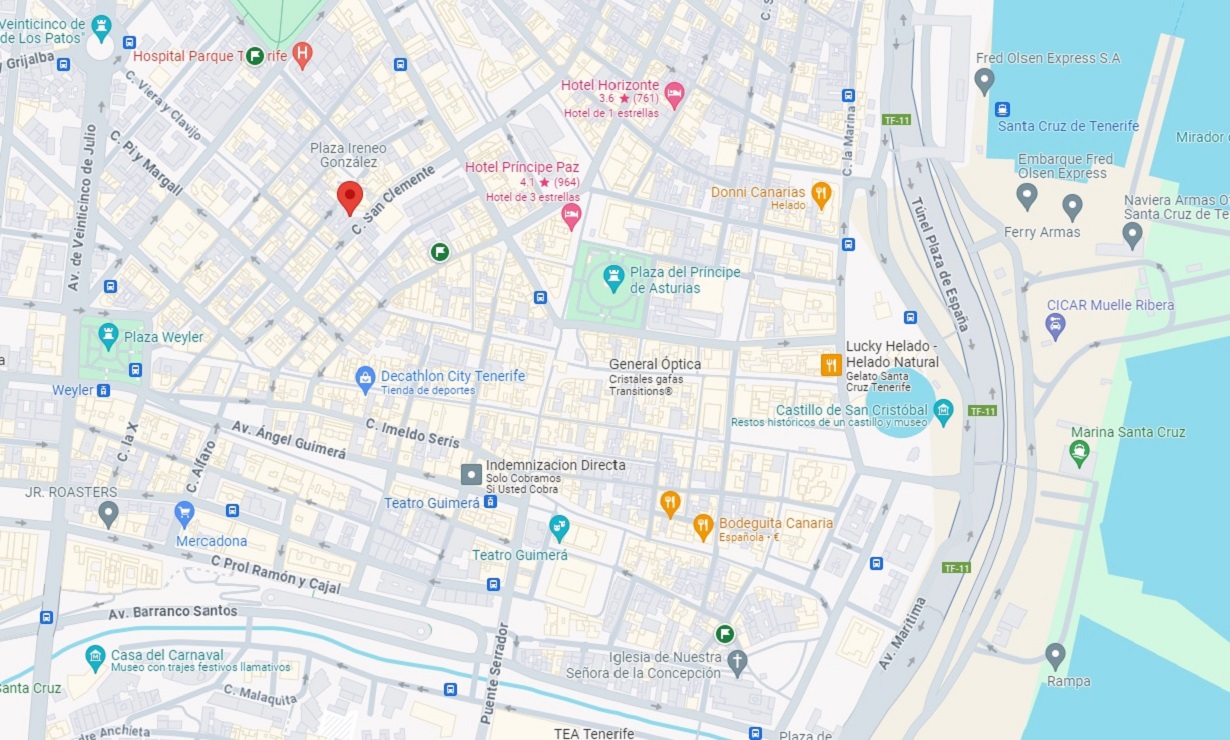 Veinticinco de
de Los Patos"
y Grijalba
Hospital Parque T rife
C. Viera y Clavijo
C. Pi y Margall
Av. de Veinticinco de Julio
Plaza Ireneo
González
C. San Clemente
Hotel Horizonte
3.6 ★ (761)
Hotel de 1 estrellas
Hotel Príncipe Paz
4.1 ★ (964)
Hotel de 3 estrellas
Donni Canarias
Helado
C. la Marina
TF-11
Fred Olsen Express S.A
Santa Cruz de Tenerife
Mirador
Embarque Fred
Olsen Express
Ferry Armas
Naviera Armas O
Santa Cruz de Te
Túnel Plaza de España
Plaza del Príncipe
de Asturias
CICAR Muelle Ribera
Plaza Weyler
Weyler
Decathlon City Tenerife
Tienda de deportes
General Óptica
Cristales gafas
Transitions®
Lucky Helado -
Helado Natural
Gelato Santa
Cruz Tenerife
Castillo de San Cristóbal
Restos históricos de un castillo y museo
TF-11
Marina Santa Cruz
C. la X
C. Alfaro
Av. Ángel Guimerá
C. Imeldo Serís
Indemnizacion Directa
Solo Cobramos
Si Usted Cobra
JR. ROASTERS
Mercadona
Teatro Guimerá
Teatro Guimerá
Bodeguita Canaria
Española · €
C Prol Ramón y Cajal
TF-11
Av. Barranco Santos
Av. Marítima
Casa del Carnaval
Museo con trajes festivos llamativos
Santa Cruz
C. Malaquita
Puente Serrador
Iglesia de Nuestra
Señora de la Concepción
Rampa
dre Anchieta
TEA Tenerife
Plaza de